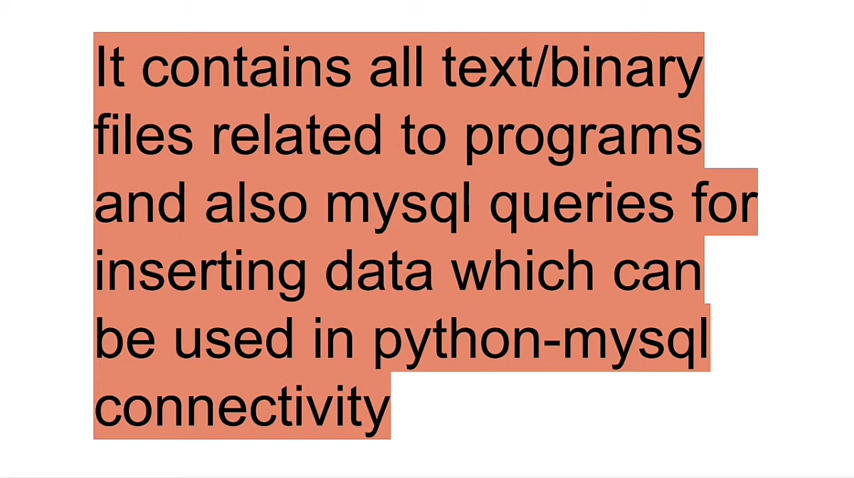 It contains all text/binary
files related to programs
and also mysql queries for
inserting data which can
be used in python-mysql
connectivity